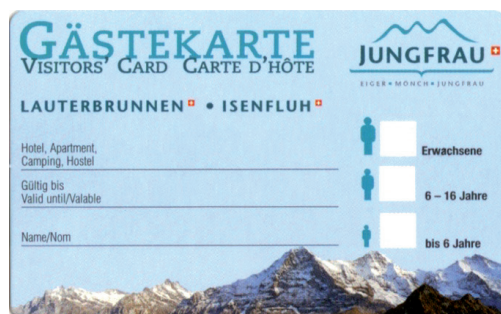 GÄSTEKARTE
VISITORS' CARD CARTE D'HÔTE
JUNGFRAU
EIGER • MÖNCH • JUNGFRAU
LAUTERBRUNNEN • ISENFLUH
Hotel, Apartment,
Camping, Hostel
Erwachsene
Gültig bis
Valid until/Valable
6 – 16 Jahre
Name/Nom
bis 6 Jahre